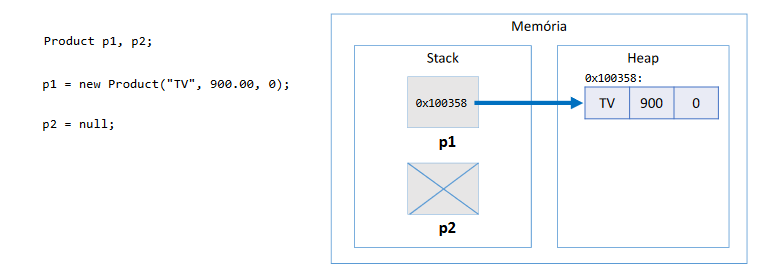 Product p1, p2;
p1 = new Product("TV", 900.00, 0);
p2 = null;
Memória
Stack
0x100358
p1
p2
Heap
0x100358:
TV 900 0